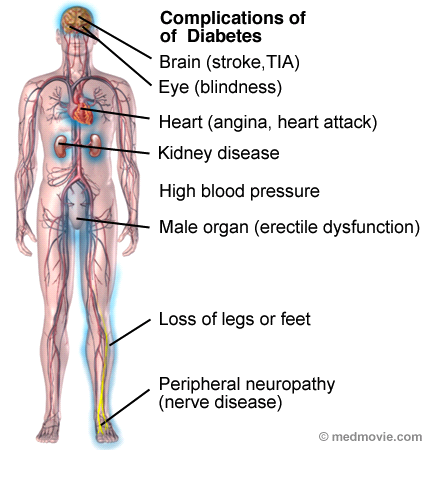 Complications of
of Diabetes
Brain (stroke,TIA)
Eye (blindness)
Heart (angina, heart attack)
Kidney disease
High blood pressure
Male organ (erectile dysfunction)
Loss of legs or feet
Peripheral neuropathy
(nerve disease)
© medmovie.com